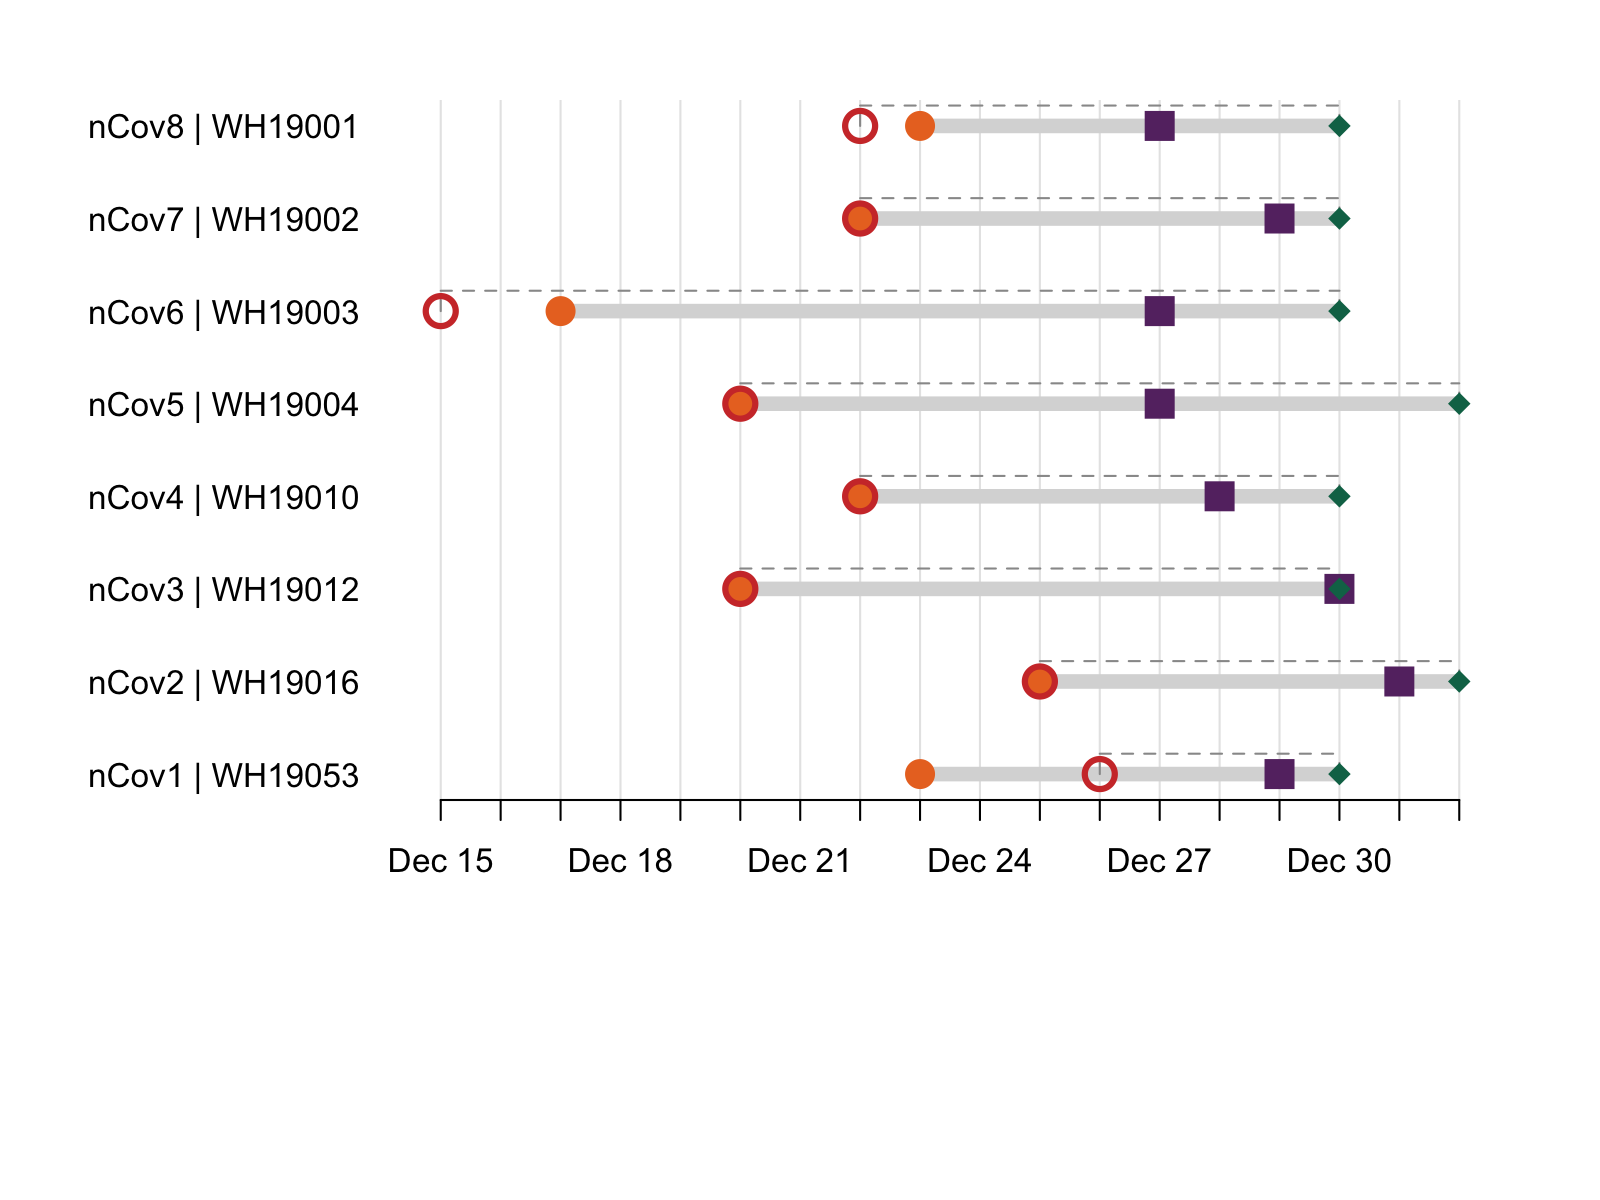 nCov8 | WH19001
nCov7 | WH19002
nCov6 | WH19003
nCov5 | WH19004
nCov4 | WH19010
nCov3 | WH19012
nCov2 | WH19016
nCov1 | WH19053
Dec 15 Dec 18 Dec 21 Dec 24 Dec 27 Dec 30